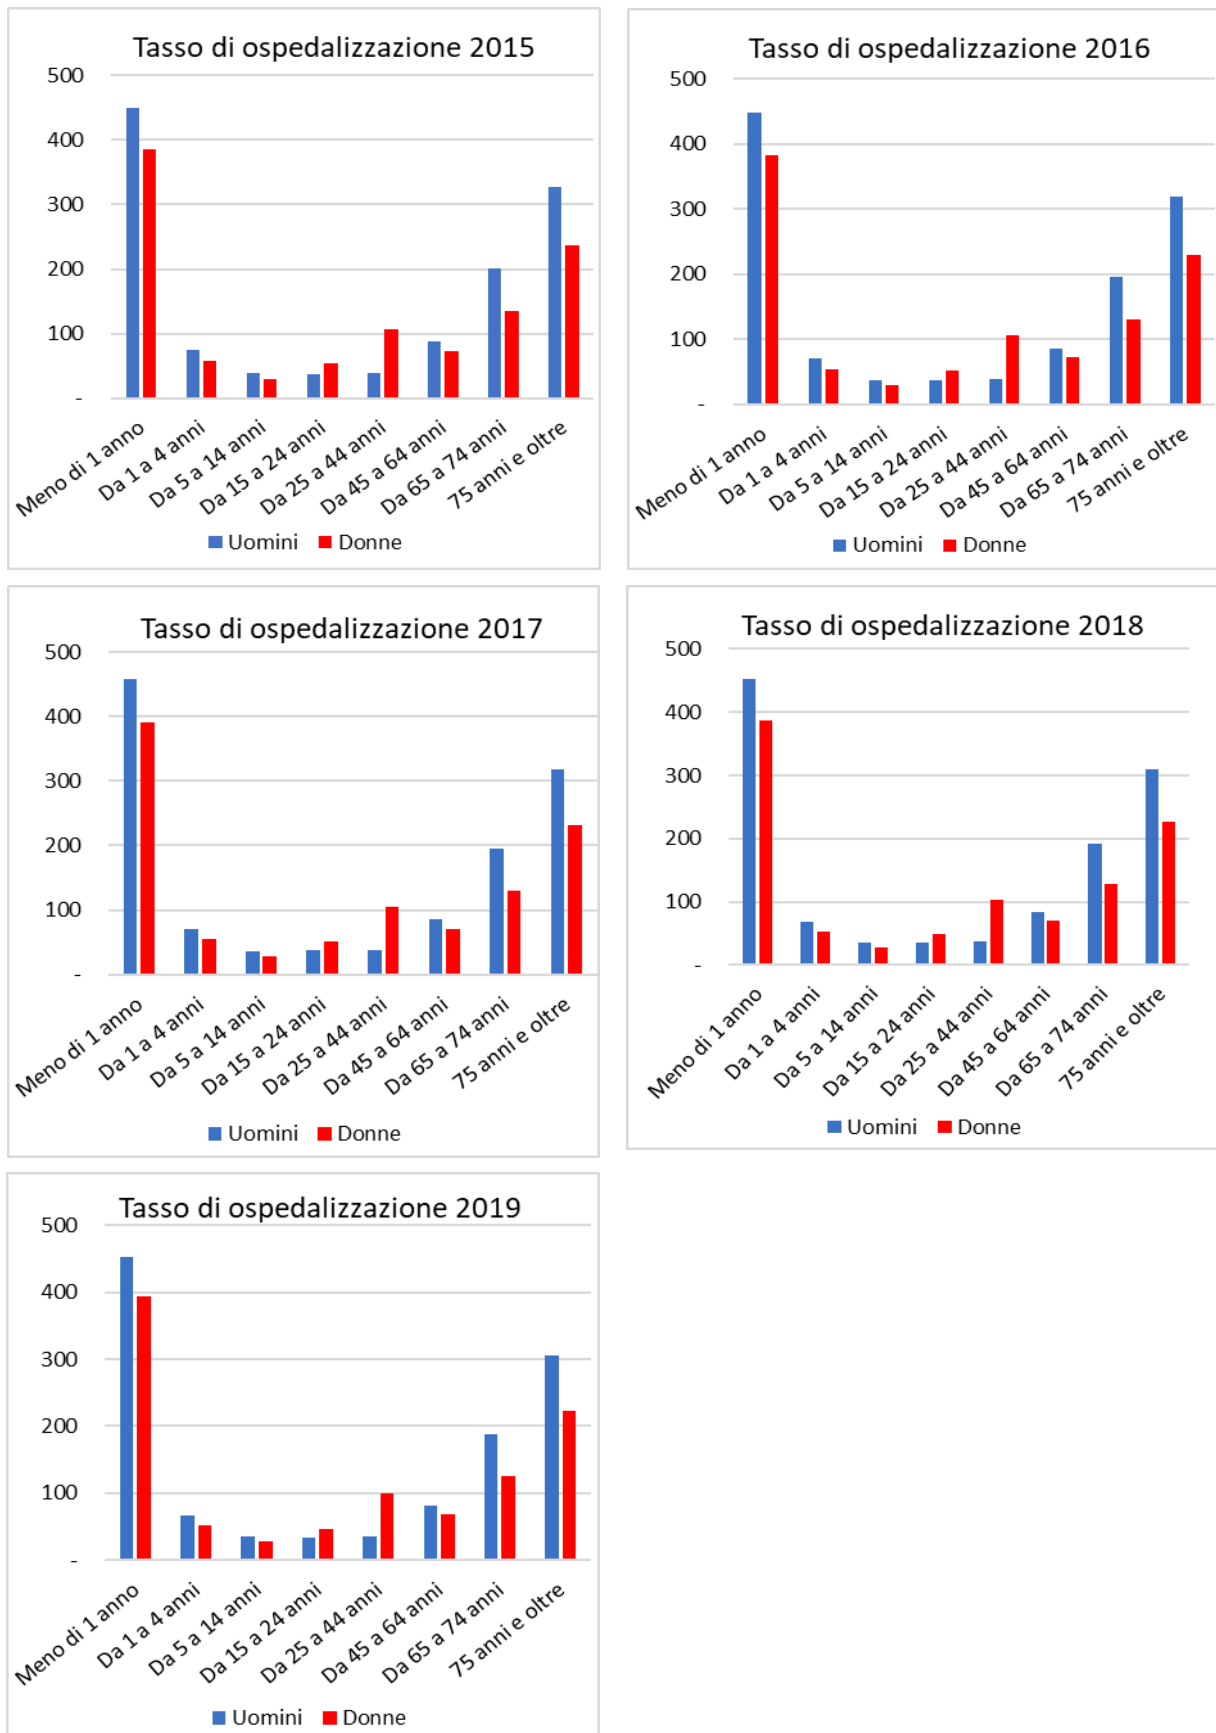 Tasso di ospedalizzazione 2015
500
400
300
200
100
-
Meno di 1 anno
Da 1 a 4 anni
Da 5 a 14 anni
Da 15 a 24 anni
Da 25 a 44 anni
Da 45 a 64 anni
Da 65 a 74 anni
75 anni e oltre
Uomini Donne
Tasso di ospedalizzazione 2016
500
400
300
200
100
-
Meno di 1 anno
Da 1 a 4 anni
Da 5 a 14 anni
Da 15 a 24 anni
Da 25 a 44 anni
Da 45 a 64 anni
Da 65 a 74 anni
75 anni e oltre
Uomini Donne
Tasso di ospedalizzazione 2017
500
400
300
200
100
-
Meno di 1 anno
Da 1 a 4 anni
Da 5 a 14 anni
Da 15 a 24 anni
Da 25 a 44 anni
Da 45 a 64 anni
Da 65 a 74 anni
75 anni e oltre
Uomini Donne
Tasso di ospedalizzazione 2018
500
400
300
200
100
-
Meno di 1 anno
Da 1 a 4 anni
Da 5 a 14 anni
Da 15 a 24 anni
Da 25 a 44 anni
Da 45 a 64 anni
Da 65 a 74 anni
75 anni e oltre
Uomini Donne
Tasso di ospedalizzazione 2019
500
400
300
200
100
-
Meno di 1 anno
Da 1 a 4 anni
Da 5 a 14 anni
Da 15 a 24 anni
Da 25 a 44 anni
Da 45 a 64 anni
Da 65 a 74 anni
75 anni e oltre
Uomini Donne